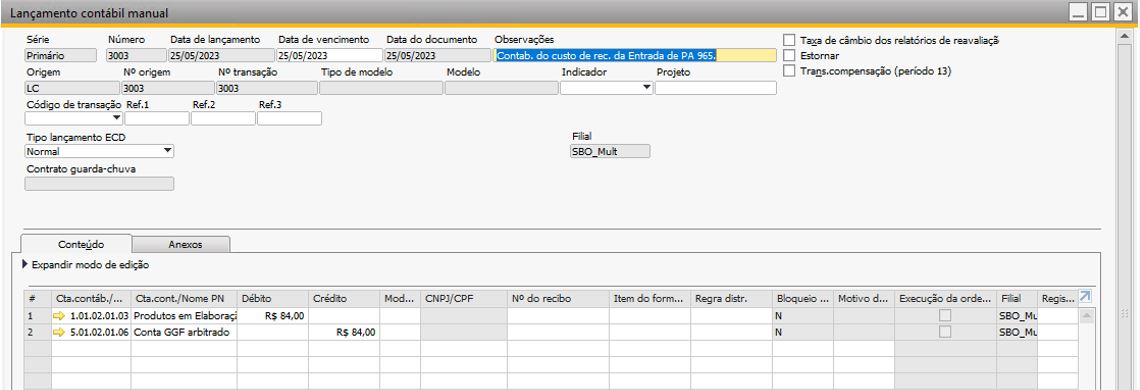 Lançamento contábil manual
Série Número Data de lançamento Data de vencimento Data do documento Observações
Primário 3003 25/05/2023 25/05/2023 25/05/2023 Contab. do custo de rec. da Entrada de PA 965.
Taxa de câmbio dos relatórios de reavaliaçã
Estornar
Trans.compensação (período 13)
Origem Nº origem Nº transação Tipo de modelo Modelo Indicador Projeto
LC 3003 3003
Código de transação Ref.1 Ref.2 Ref.3
Tipo lançamento ECD Filial
Normal SBO_Mult
Contrato guarda-chuva
Conteúdo Anexos
Expandir modo de edição
# Cta.contáb./... Cta.cont./Nome PN Débito Crédito Mod... CNPJ/CPF Nº do recibo Item do form... Regra distr. Bloqueio ... Motivo d... Execução da orde... Filial Regis...
1 1.01.02.01.03 Produtos em Elaboraçi R$ 84,00 N SBO_Mu
2 5.01.02.01.06 Conta GGF arbitrado R$ 84,00 N SBO_Mu